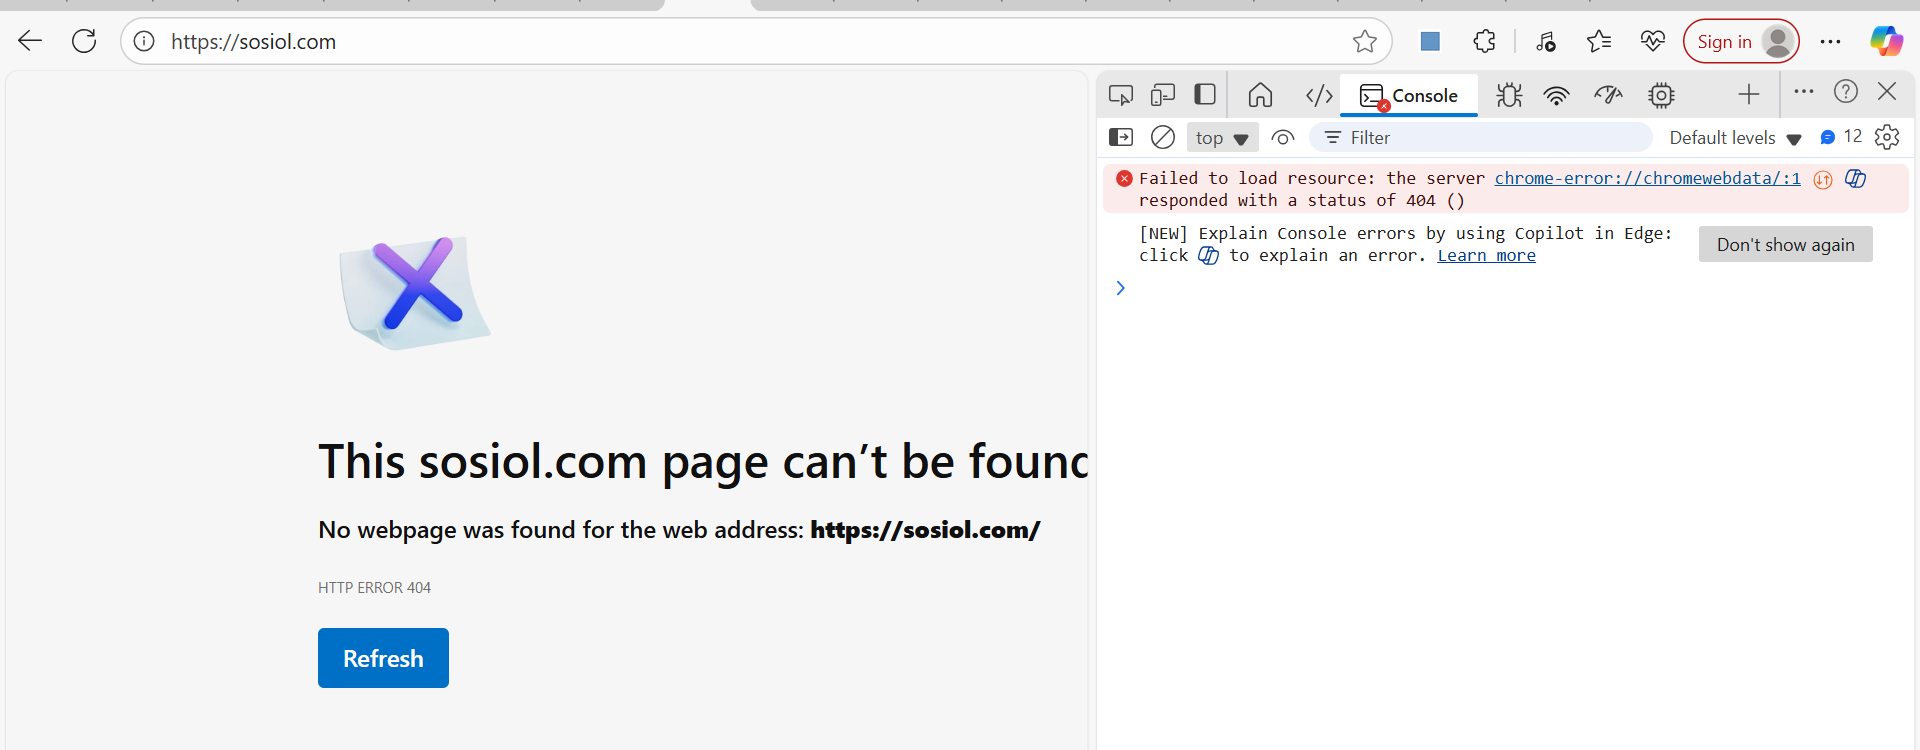 https://sosiol.com
Sign in
Console
top
Filter
Default levels
12
Failed to load resource: the server chrome-error://chromewebdata/:1
responded with a status of 404 ()
[NEW] Explain Console errors by using Copilot in Edge:
click to explain an error. Learn more
Don't show again
This sosiol.com page can’t be found
No webpage was found for the web address: https://sosiol.com/
HTTP ERROR 404
Refresh